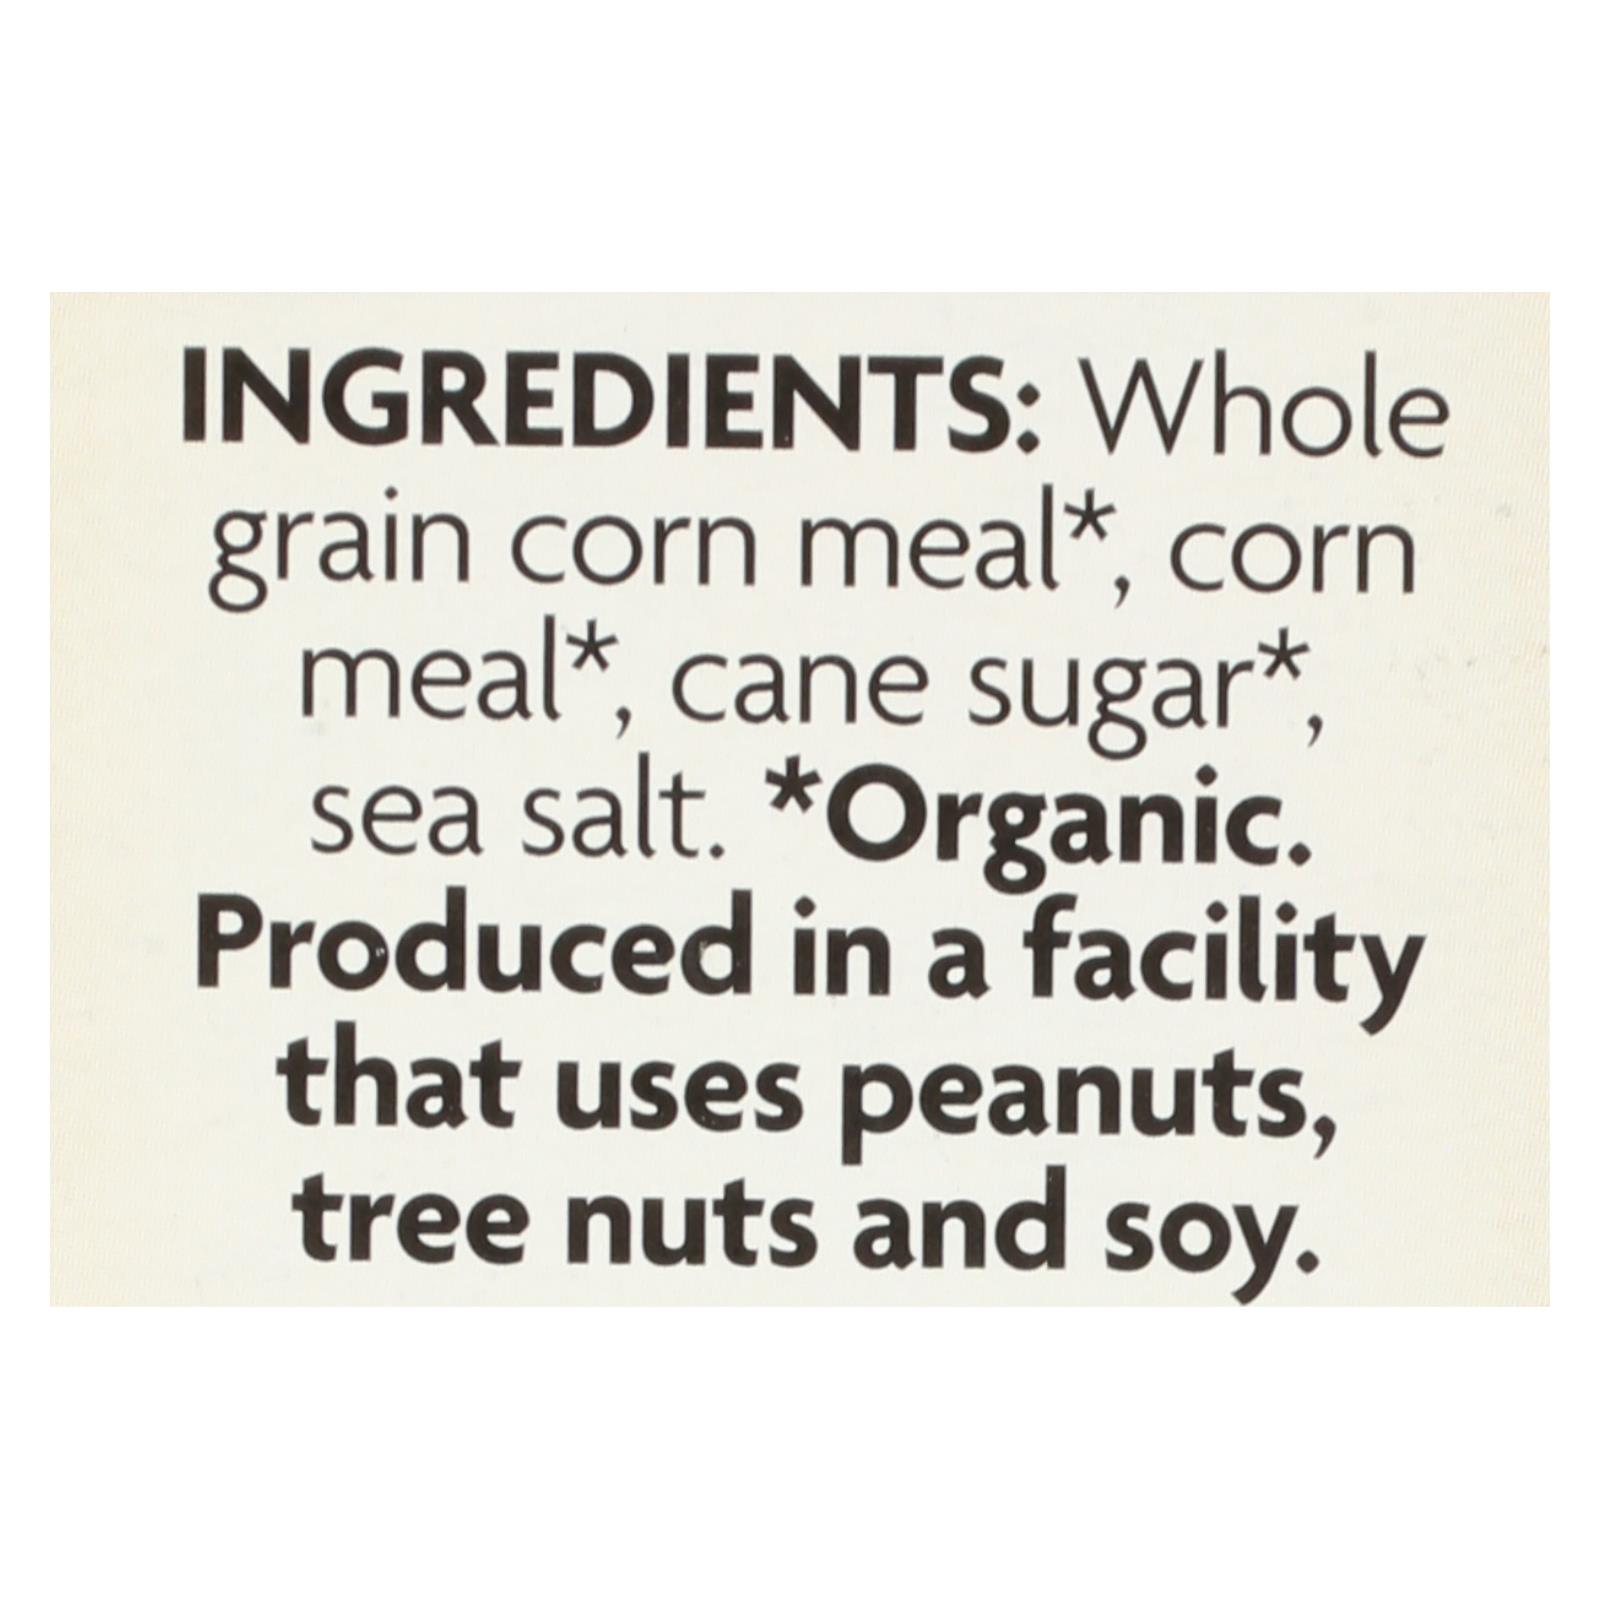 INGREDIENTS: Whole
grain corn meal*, corn
meal*, cane sugar*,
sea salt. *Organic.
Produced in a facility
that uses peanuts,
tree nuts and soy.